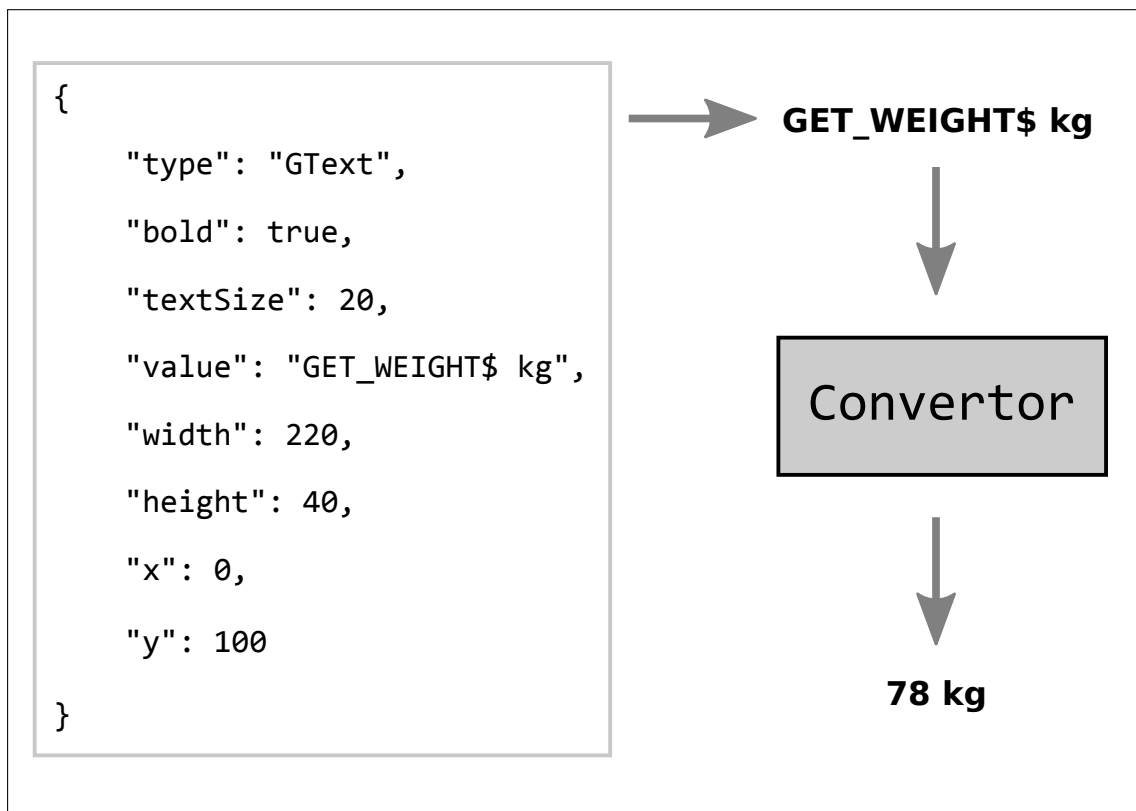 {
"type": "GText",
"bold": true,
"textSize": 20,
"value": "GET_WEIGHT$ kg",
"width": 220,
"height": 40,
"x": 0,
"y": 100
}
GET_WEIGHT$ kg
Convertor
78 kg